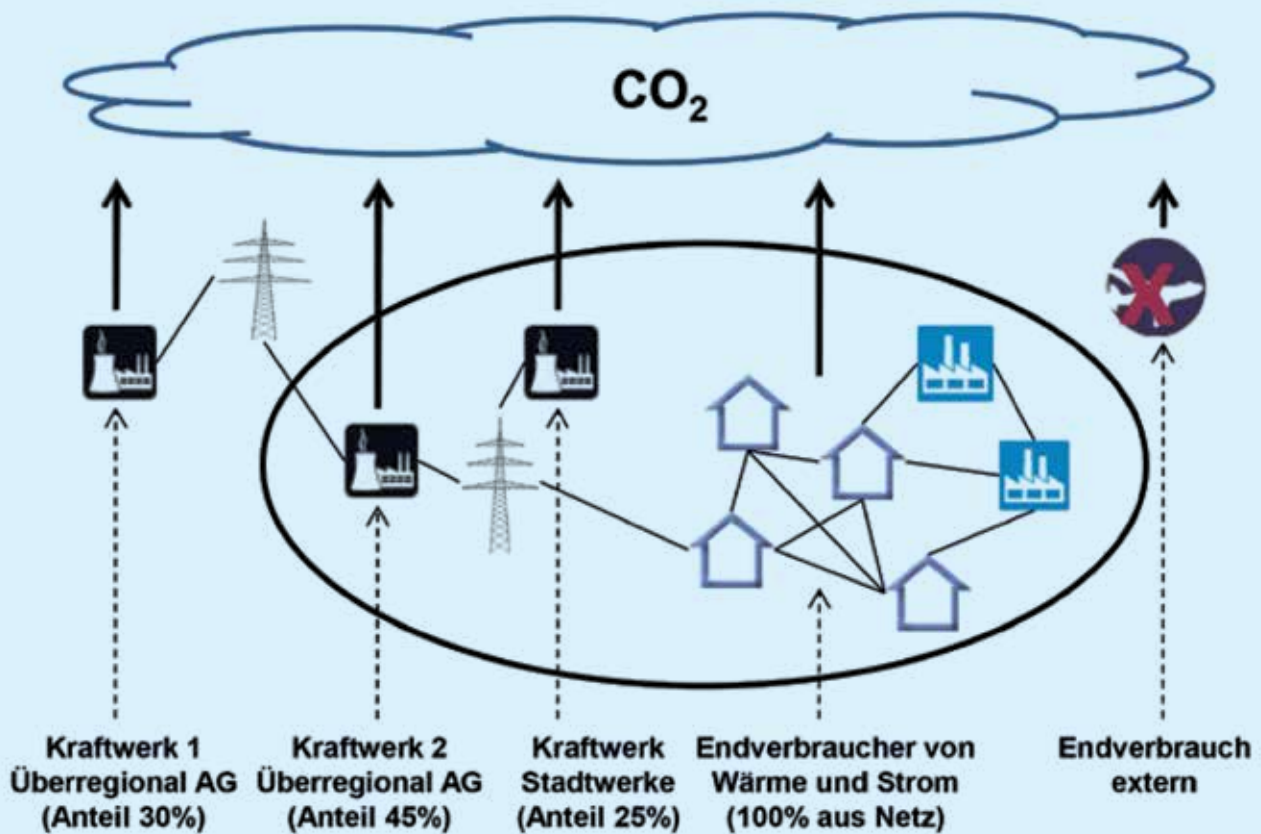 CO₂
Kraftwerk 1
Überregional AG
(Anteil 30%)
Kraftwerk 2
Überregional AG
(Anteil 45%)
Kraftwerk
Stadtwerke
(Anteil 25%)
Endverbraucher von
Wärme und Strom
(100% aus Netz)
Endverbrauch
extern